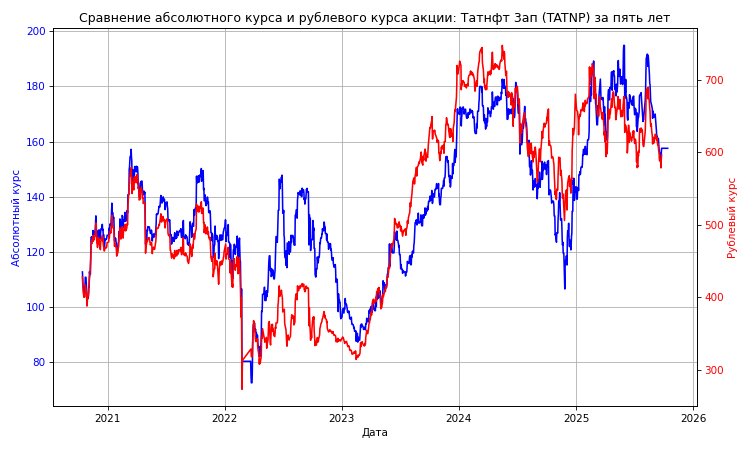 Сравнение абсолютного курса и рублевого курса акции: Татнфт 3ап (TATNP) за пять лет
200
180
160
140
120
100
80
Абсолютный курс
700
600
500
400
300
Рублевый курс
2021 2022 2023 2024 2025 2026
Дата